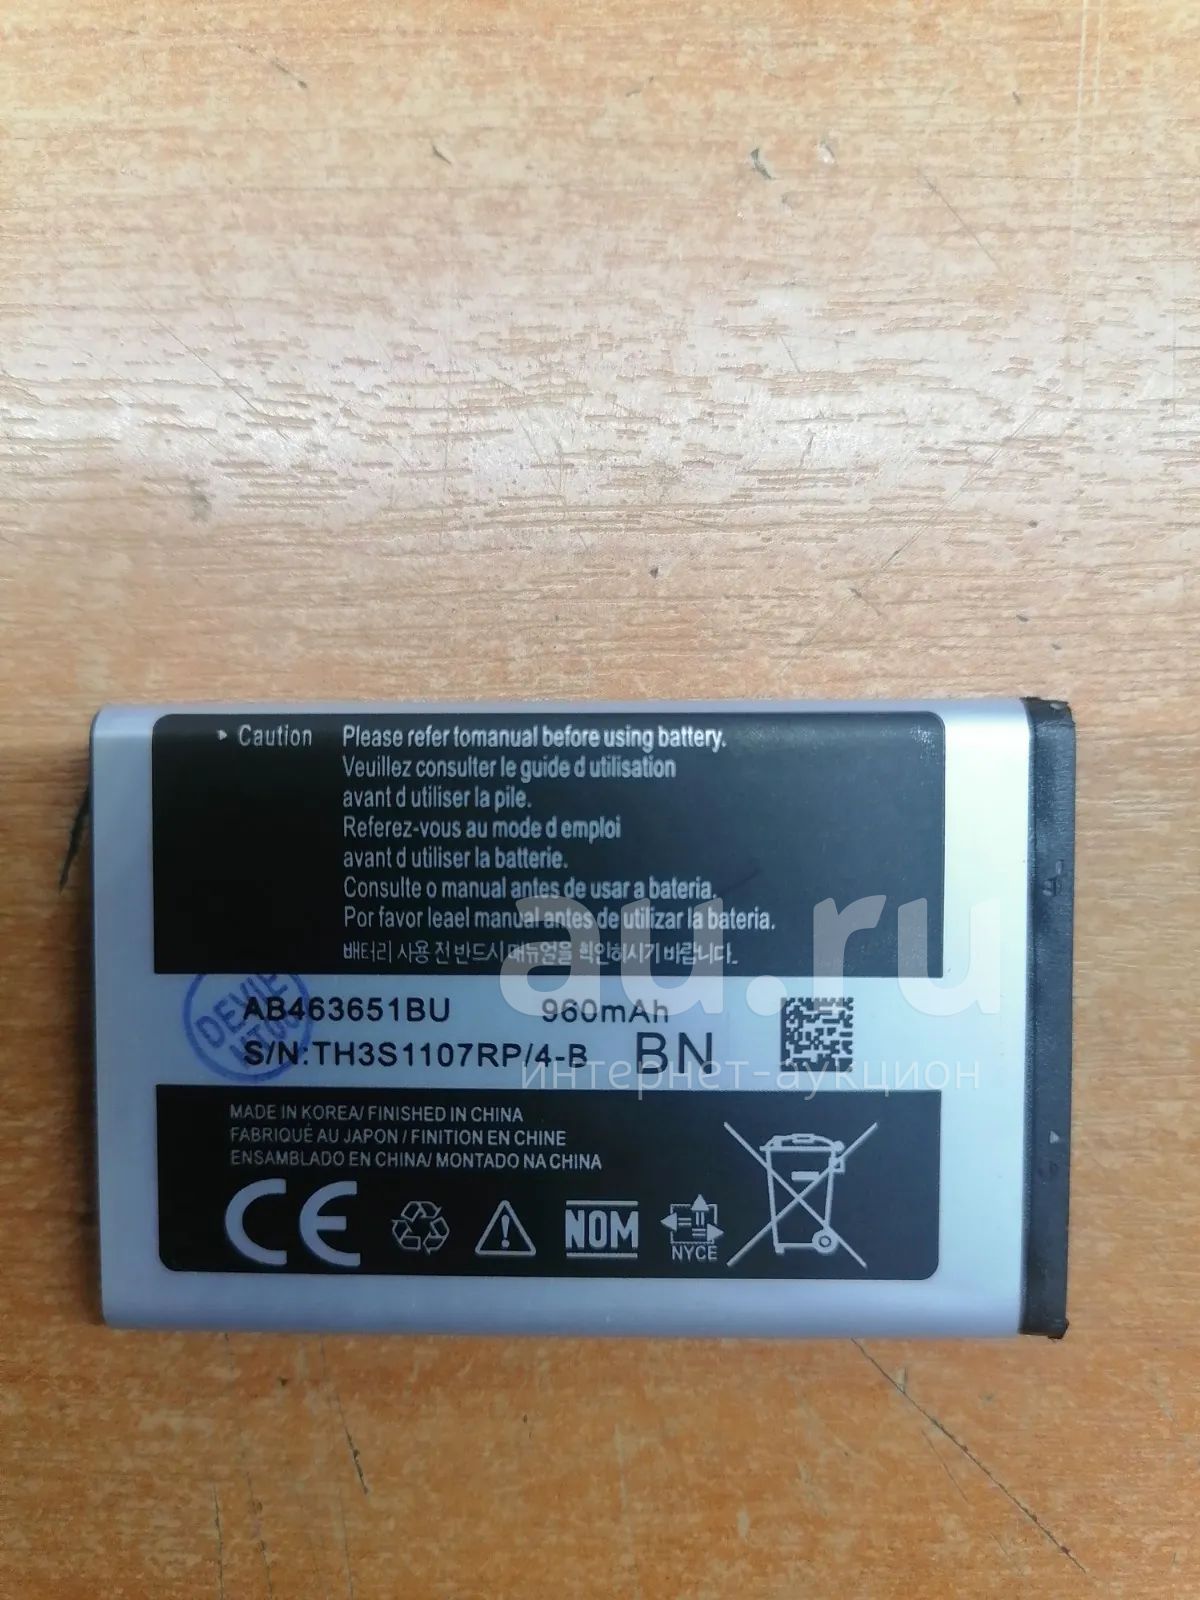 Caution Please refer tomanual before using battery.
Veuillez consulter le guide d utilisation
avant d utiliser la pile.
Referez-vous au mode d emploi
avant d utiliser la batterie.
Consulte o manual antes de usar a bateria.
Por favor leael manual antes de utilizar la bateria.
배터리 사용 전 반드시 매뉴얼을 확인하시기 바랍니다.
au.ru
интернет-аукцион
AB463651BU 960mAh
S/N:TH3S1107RP/4-B BN
MADE IN KOREA/ FINISHED IN CHINA
FABRIQUÉ AU JAPON / FINITION EN CHINE
ENSAMBLADO EN CHINA/ MONTADO NA CHINA
CE NOM NYCE